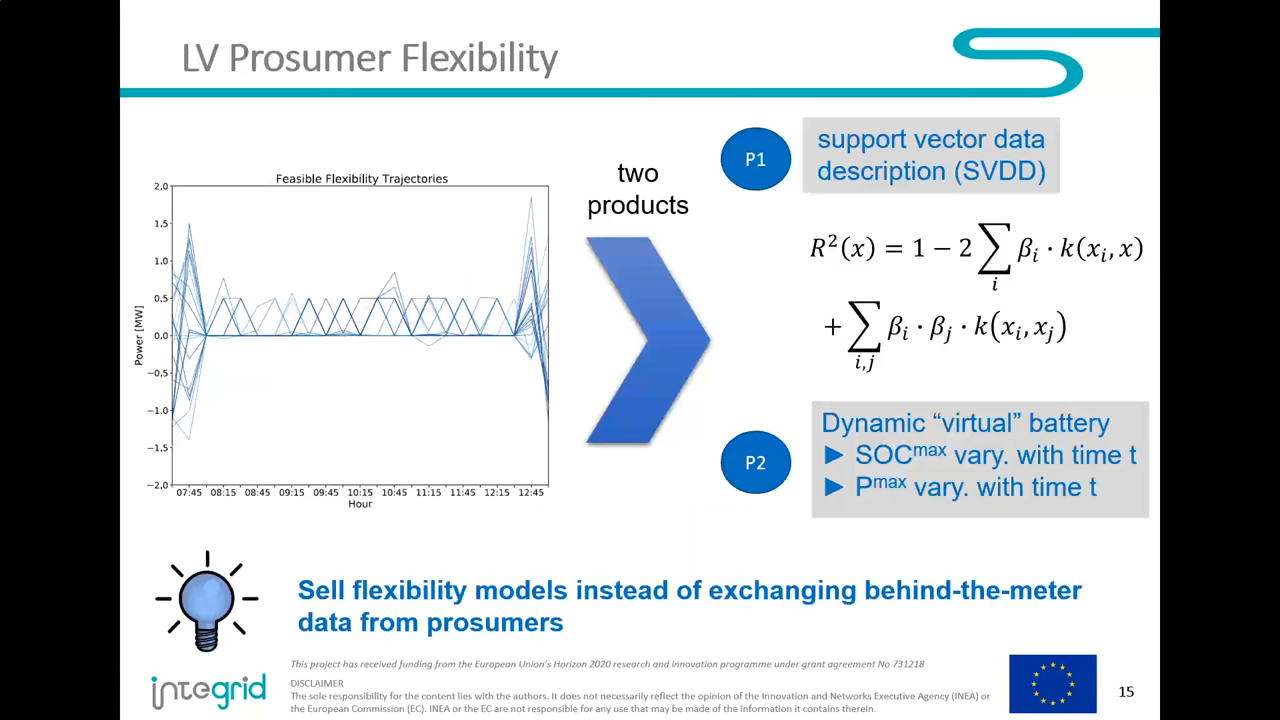 LV Prosumer Flexibility
Feasible Flexibility Trajectories
2.0
1.5
1.0
0.5
0.0
−0.5
−1.0
−1.5
−2.0
Power [MW]
07:45 08:15 08:45 09:15 09:45 10:15 10:45 11:15 11:45 12:15 12:45
Hour
two
products
P1
support vector data
description (SVDD)
R²(x) = 1 − 2 ∑ᵢ βᵢ · k(xᵢ, x)
+ ∑ᵢ,ⱼ βᵢ · βⱼ · k(xᵢ, xⱼ)
P2
Dynamic “virtual” battery
► SOCᵐᵃˣ vary. with time t
► Pᵐᵃˣ vary. with time t
Sell flexibility models instead of exchanging behind-the-meter
data from prosumers
This project has received funding from the European Union's Horizon 2020 research and innovation programme under grant agreement No 731218
integrid
DISCLAIMER
The sole responsibility for the content lies with the authors. It does not necessarily reflect the opinion of the Innovation and Networks Executive Agency (INEA) or
the European Commission (EC). INEA or the EC are not responsible for any use that may be made of the information it contains therein.
15